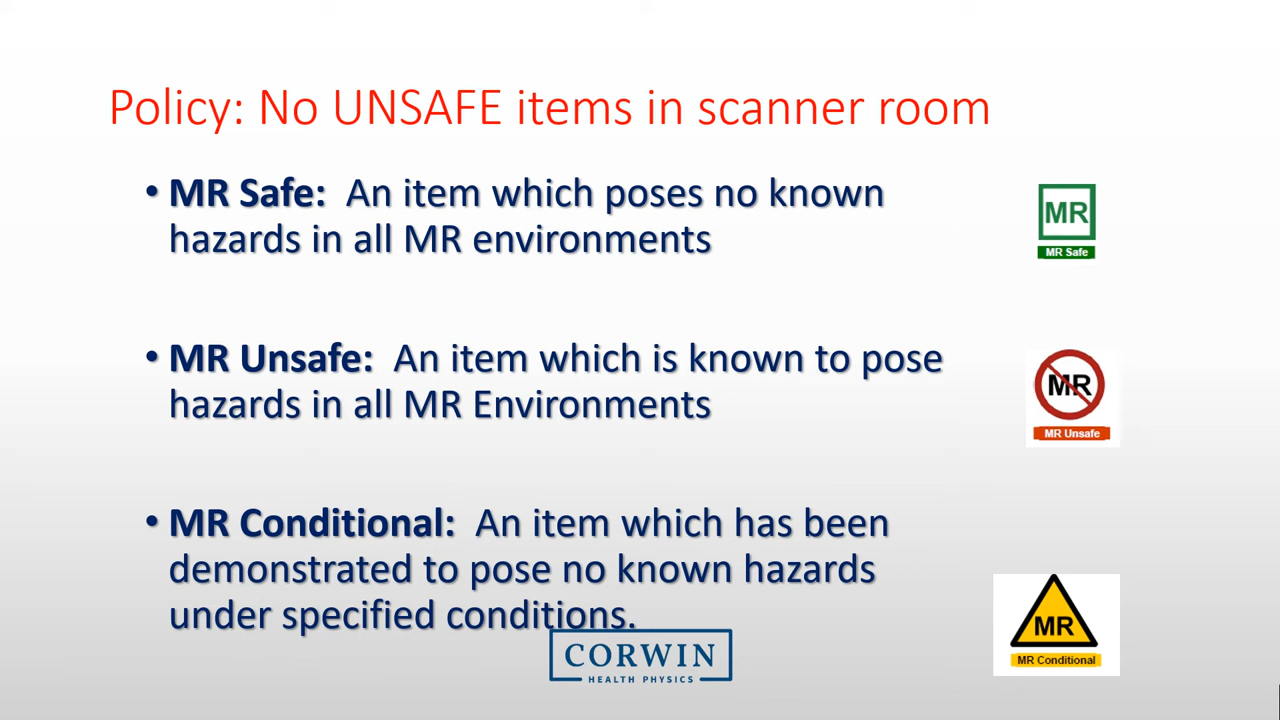 Policy: No UNSAFE items in scanner room
• MR Safe: An item which poses no known
hazards in all MR environments
MR
MR Safe
• MR Unsafe: An item which is known to pose
hazards in all MR Environments
MR
MR Unsafe
• MR Conditional: An item which has been
demonstrated to pose no known hazards
under specified conditions.
MR
MR Conditional
CORWIN
HEALTH PHYSICS